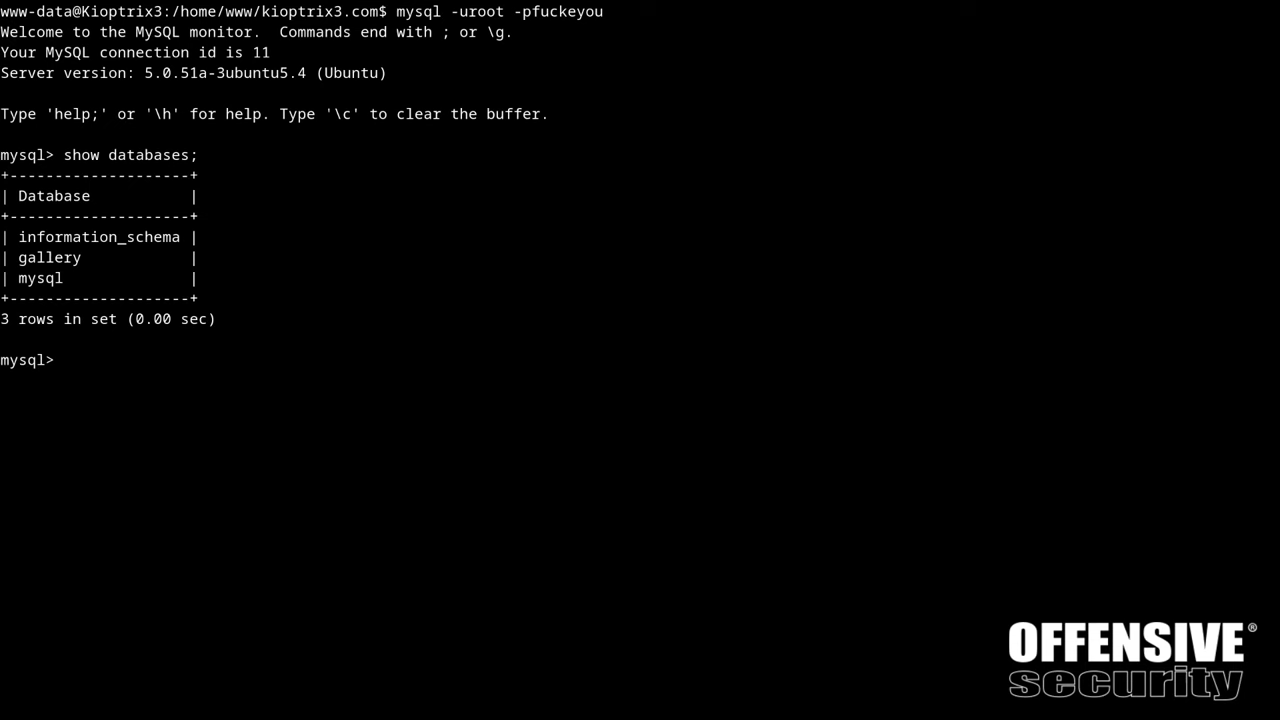 www-data@Kioptrix3:/home/www/kioptrix3.com$ mysql -uroot -pfuckeyou
Welcome to the MySQL monitor.  Commands end with ; or \g.
Your MySQL connection id is 11
Server version: 5.0.51a-3ubuntu5.4 (Ubuntu)
Type 'help;' or '\h' for help. Type '\c' to clear the buffer.
mysql> show databases;
+--------------------+
| Database           |
+--------------------+
| information_schema |
| gallery            |
| mysql              |
+--------------------+
3 rows in set (0.00 sec)
mysql>
OFFENSIVE®
security